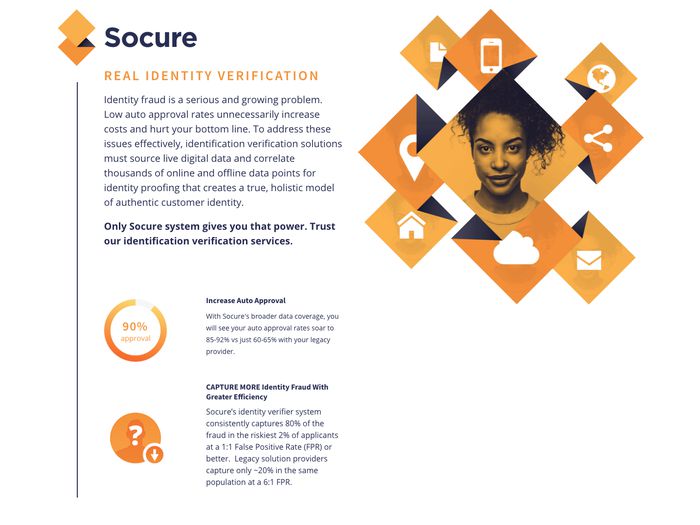 Socure
REAL IDENTITY VERIFICATION
Identity fraud is a serious and growing problem.
Low auto approval rates unnecessarily increase
costs and hurt your bottom line. To address these
issues effectively, identification verification solutions
must source live digital data and correlate
thousands of online and offline data points for
identity proofing that creates a true, holistic model
of authentic customer identity.
Only Socure system gives you that power. Trust
our identification verification services.
90%
approval
Increase Auto Approval
With Socure's broader data coverage, you
will see your auto approval rates soar to
85-92% vs just 60-65% with your legacy
provider.
CAPTURE MORE Identity Fraud With
Greater Efficiency
?
Socure's identity verifier system
consistently captures 80% of the
fraud in the riskiest 2% of applicants
at a 1:1 False Positive Rate (FPR) or
better. Legacy solution providers
capture only ~20% in the same
population at a 6:1 FPR.